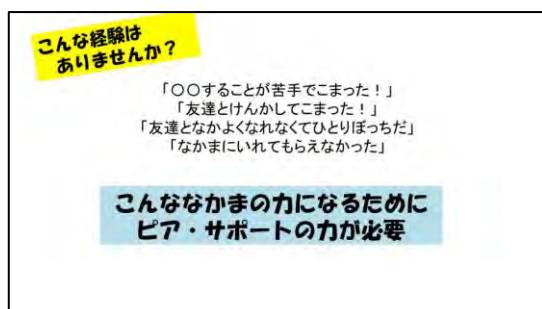 こんな経験は
ありませんか？
「〇〇することが苦手でこまった！」
「友達とけんかしてこまった！」
「友達となかよくなれなくてひとりぼっちだ」
「なかまにいれてもらえなかった」
こんななかまの力になるために
ピア・サポートの力が必要